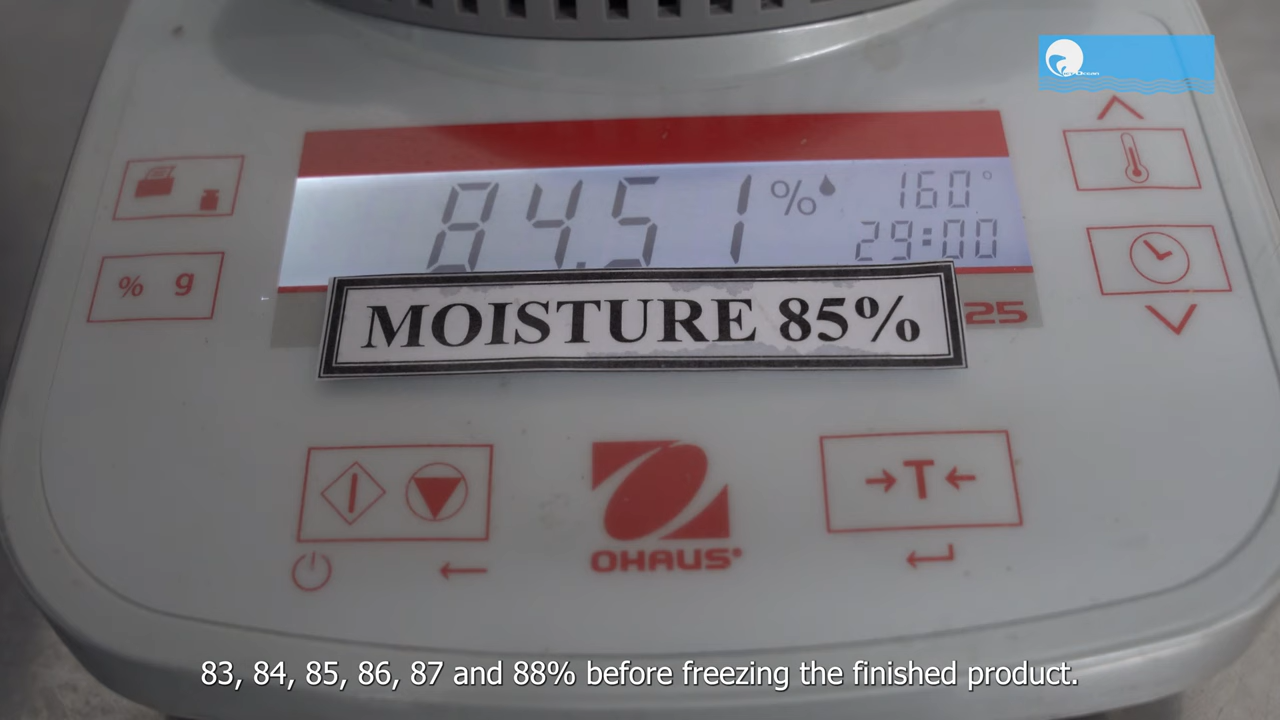 84.51 %
160°
29:00
% g
MOISTURE 85%
25
→T←
OHAUS
83, 84, 85, 86, 87 and 88% before freezing the finished product.